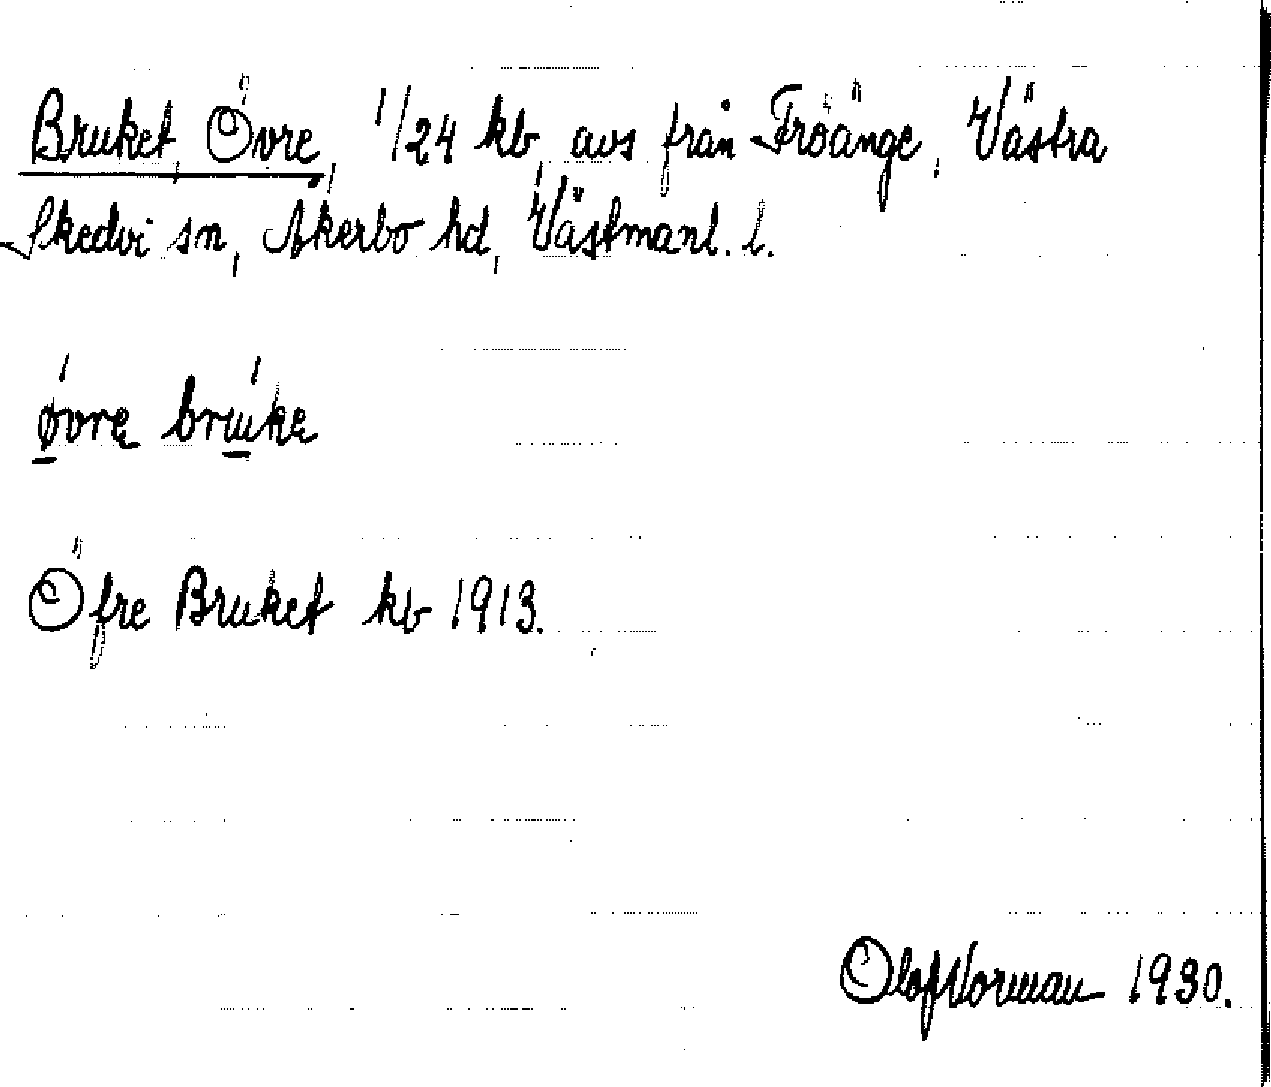 Bruket, Övre, 1/24 kb, avs från Fröänge, Västra
Skedvi sn, Åkerbo hd, Västmanl. l.
øvrę bruke
Öfre Bruket kb 1913.
Olof Norman 1930.